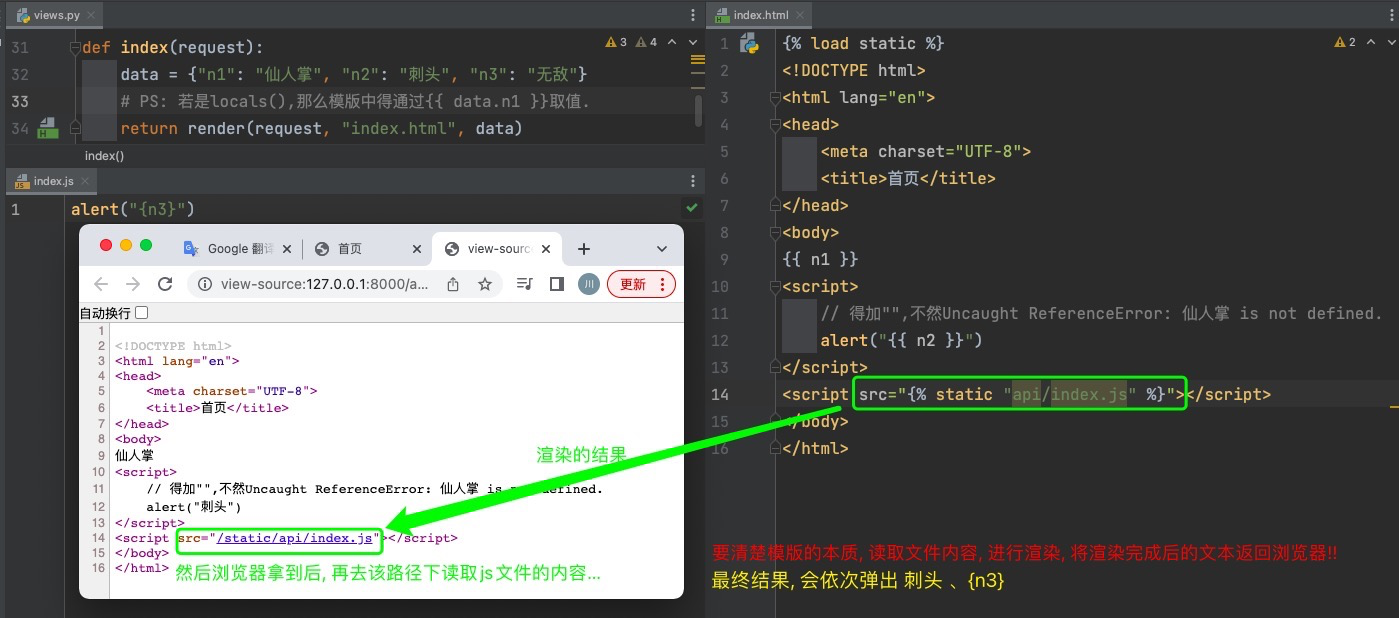 views.py
31 def index(request):
32 data = {"n1": "仙人掌", "n2": "刺头", "n3": "无敌"}
33 # PS: 若是locals(),那么模版中得通过{{ data.n1 }}取值.
34 return render(request, "index.html", data)
3 4
index()
index.js
1 alert("{n3}")
Google 翻译
首页
view-sourc
view-source:127.0.0.1:8000/a...
川
更新
自动换行
1
2 <!DOCTYPE html>
3 <html lang="en">
4 <head>
5 <meta charset="UTF-8">
6 <title>首页</title>
7 </head>
8 <body>
9 仙人掌
10 <script>
11 // 得加"",不然Uncaught ReferenceError: 仙人掌 is not defined.
12 alert("刺头")
13 </script>
14 <script src="/static/api/index.js"></script>
15 </body>
16 </html>
渲染的结果
然后浏览器拿到后, 再去该路径下读取js文件的内容...
index.html
2
1 {% load static %}
2 <!DOCTYPE html>
3 <html lang="en">
4 <head>
5 <meta charset="UTF-8">
6 <title>首页</title>
7 </head>
8 <body>
9 {{ n1 }}
10 <script>
11 // 得加"",不然Uncaught ReferenceError: 仙人掌 is not defined.
12 alert("{{ n2 }}")
13 </script>
14 <script src="{% static "api/index.js" %}"></script>
15 </body>
16 </html>
要清楚模版的本质, 读取文件内容, 进行渲染, 将渲染完成后的文本返回浏览器!!
最终结果, 会依次弹出 刺头 、{n3}